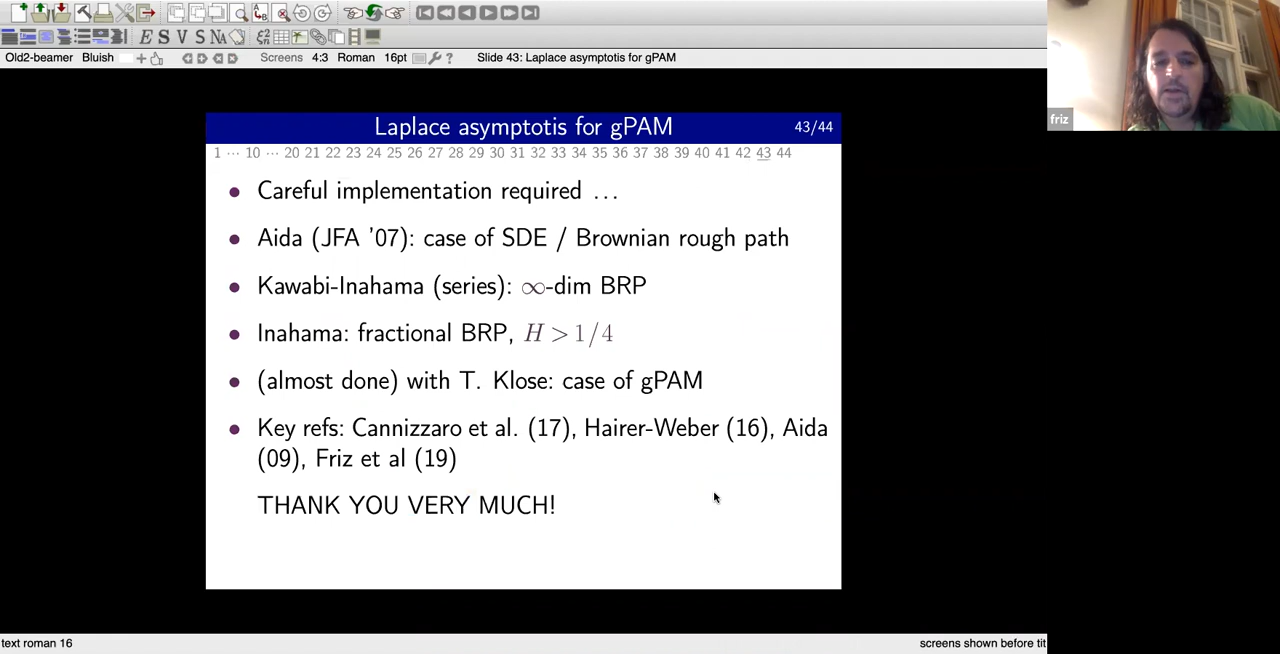 E S V S NA
Old2-beamer Bluish Screens 4:3 Roman 16pt ? Slide 43: Laplace asymptotis for gPAM
friz
Laplace asymptotis for gPAM 43/44
1 ⋯ 10 ⋯ 20 21 22 23 24 25 26 27 28 29 30 31 32 33 34 35 36 37 38 39 40 41 42 43 44
• Careful implementation required …
• Aida (JFA '07): case of SDE / Brownian rough path
• Kawabi-Inahama (series): ∞-dim BRP
• Inahama: fractional BRP, H > 1/4
• (almost done) with T. Klose: case of gPAM
• Key refs: Cannizzaro et al. (17), Hairer-Weber (16), Aida
(09), Friz et al (19)
THANK YOU VERY MUCH!
text roman 16 screens shown before tit